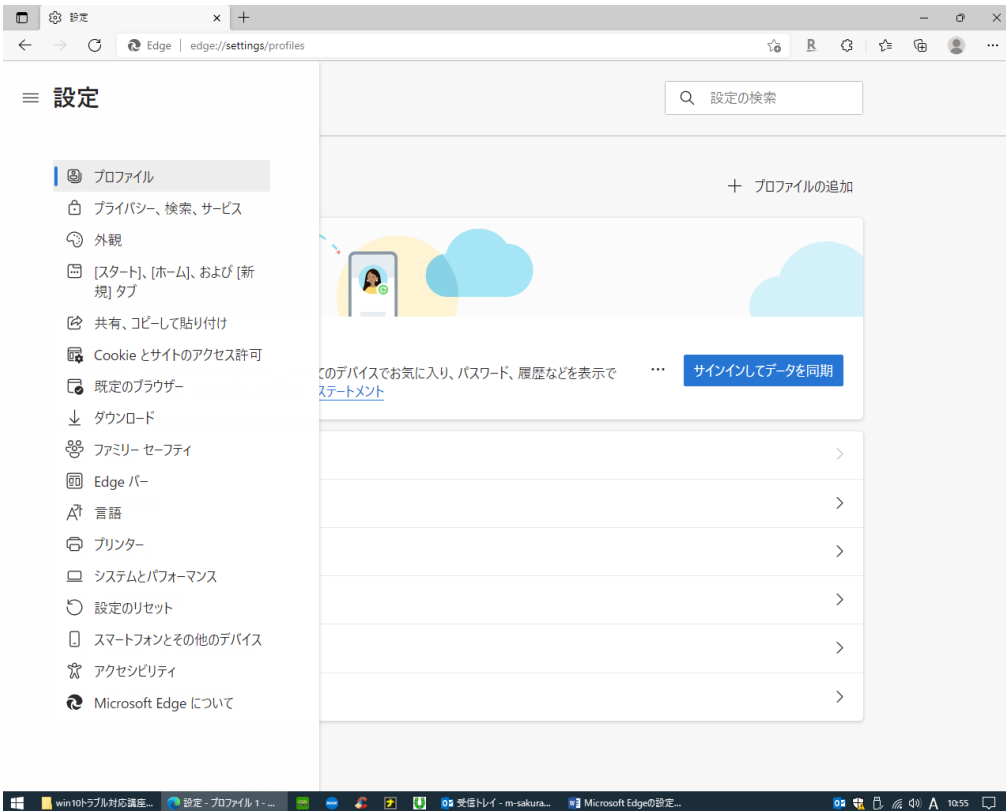 設定
Edge | edge://settings/profiles
設定
設定の検索
プロファイル
プライバシー、検索、サービス
外観
[スタート]、[ホーム]、および [新
規] タブ
共有、コピーして貼り付け
Cookie とサイトのアクセス許可
既定のブラウザー
ダウンロード
ファミリー セーフティ
Edge バー
言語
プリンター
システムとパフォーマンス
設定のリセット
スマートフォンとその他のデバイス
アクセシビリティ
Microsoft Edge について
プロファイルの追加
てのデバイスでお気に入り、パスワード、履歴などを表示で
ステートメント
サインインしてデータを同期
win10トラブル対応講座...
設定 - プロファイル 1 - ...
受信トレイ - m-sakura...
Microsoft Edgeの設定...
A 10:55